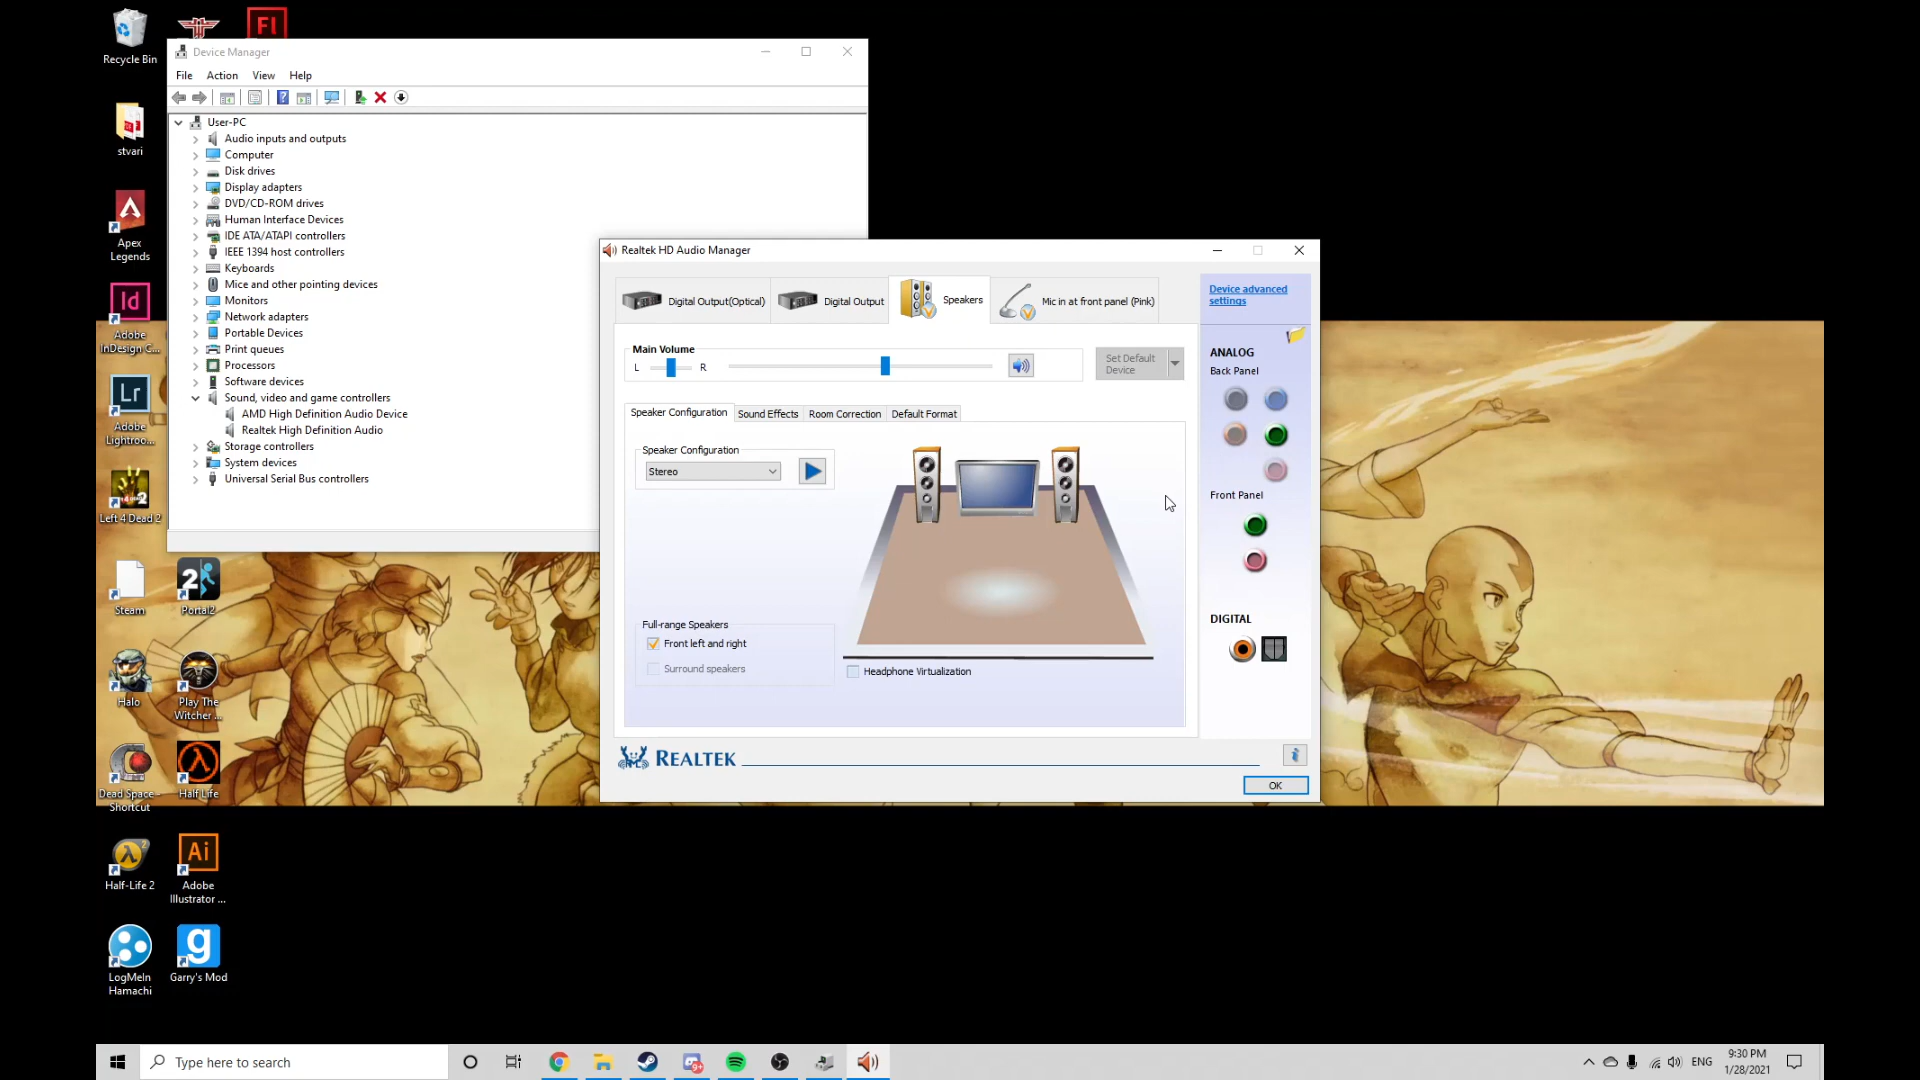 Recycle Bin
Fl
stvari
Apex
Legends
Id
Adobe
InDesign C...
Lr
Adobe
Lightroo...
2
Left 4 Dead 2
Steam
2
Portal2
Halo
Play The
Witcher ...
Dead Space -
Shortcut
Half Life
2
Half-Life 2
Ai
Adobe
Illustrator ...
LogMeIn
Hamachi
g
Garry's Mod
Device Manager
File Action View Help
User-PC
Audio inputs and outputs
Computer
Disk drives
Display adapters
DVD/CD-ROM drives
Human Interface Devices
IDE ATA/ATAPI controllers
IEEE 1394 host controllers
Keyboards
Mice and other pointing devices
Monitors
Network adapters
Portable Devices
Print queues
Processors
Software devices
Sound, video and game controllers
AMD High Definition Audio Device
Realtek High Definition Audio
Storage controllers
System devices
Universal Serial Bus controllers
Realtek HD Audio Manager
Digital Output(Optical) Digital Output Speakers Mic in at front panel (Pink)
Device advanced
settings
Main Volume
L R
Set Default
Device
ANALOG
Back Panel
Front Panel
DIGITAL
Speaker Configuration Sound Effects Room Correction Default Format
Speaker Configuration
Stereo
Full-range Speakers
Front left and right
Surround speakers
Headphone Virtualization
REALTEK
i
OK
Type here to search
9+
ENG
9:30 PM
1/28/2021